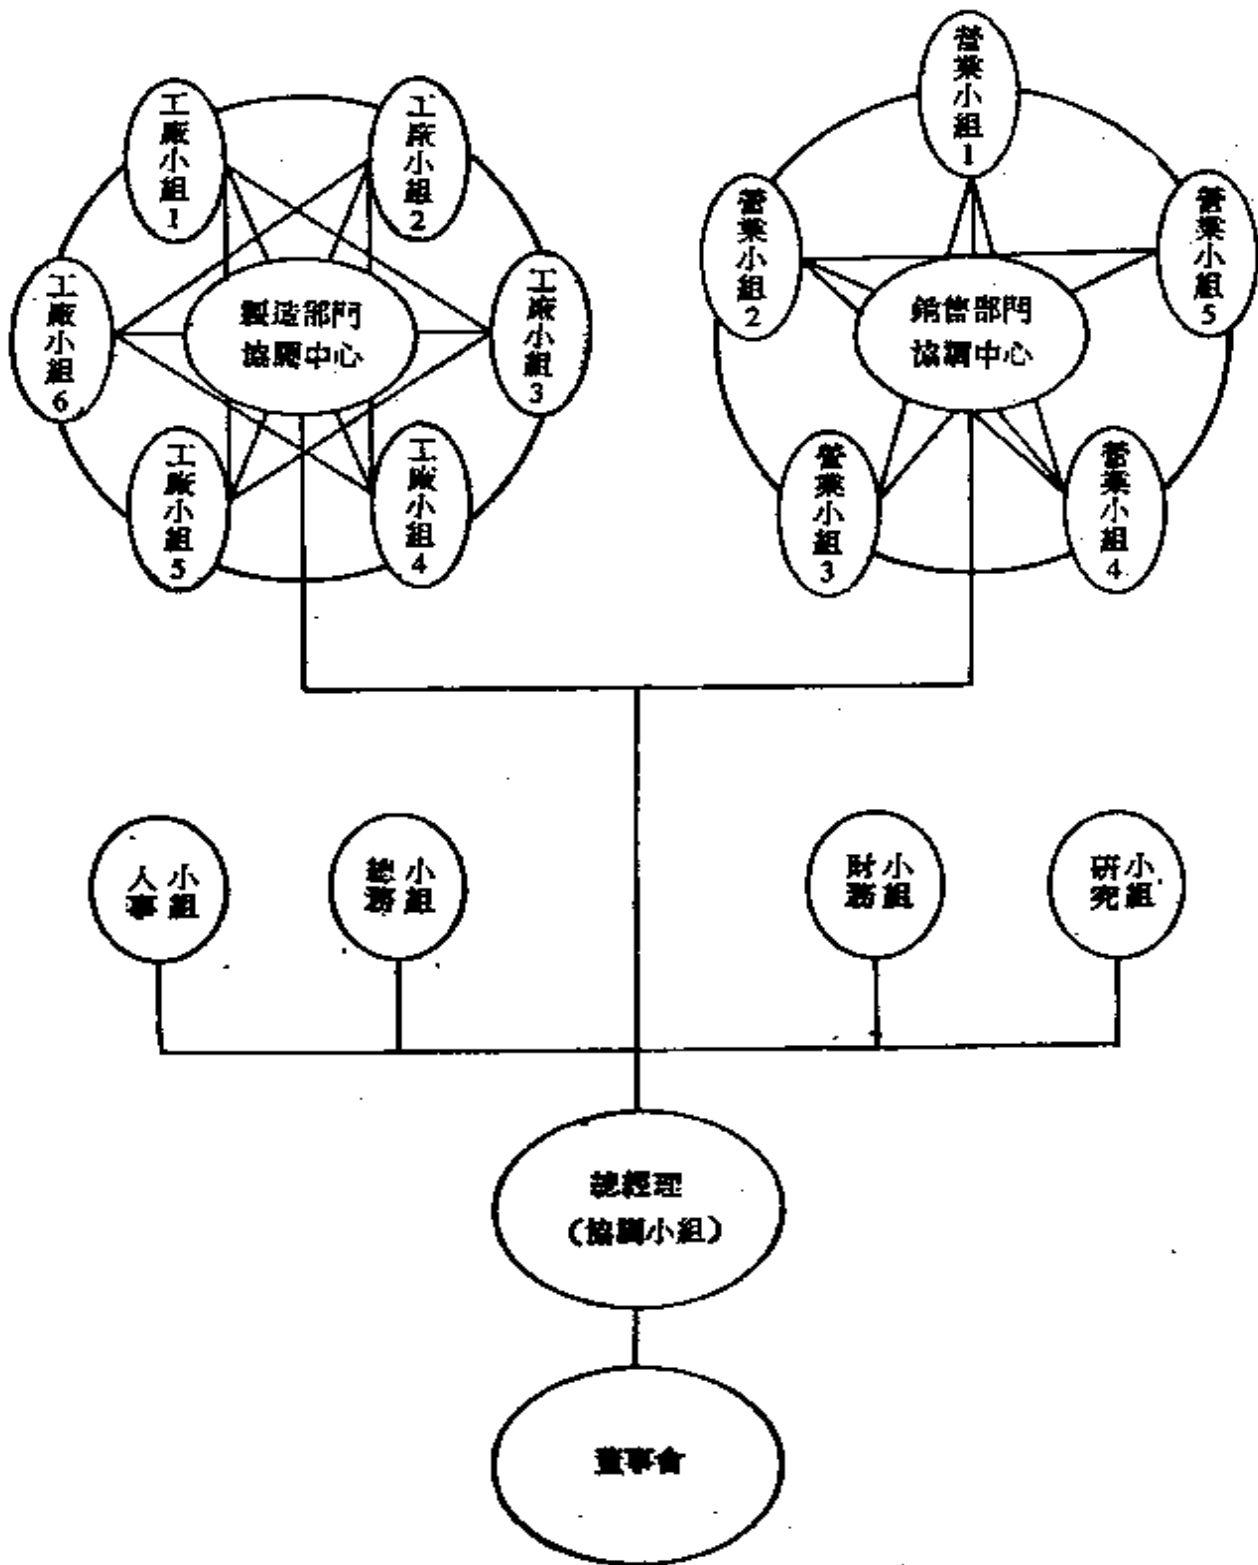 工廠小組1
工廠小組2
工廠小組6
製造部門
協調中心
工廠小組3
工廠小組5
工廠小組4
營業小組1
營業小組2
銷售部門
協調中心
營業小組5
營業小組3
營業小組4
人事小組
總務小組
財務小組
研究小組
總經理
（協調小組）
董事會